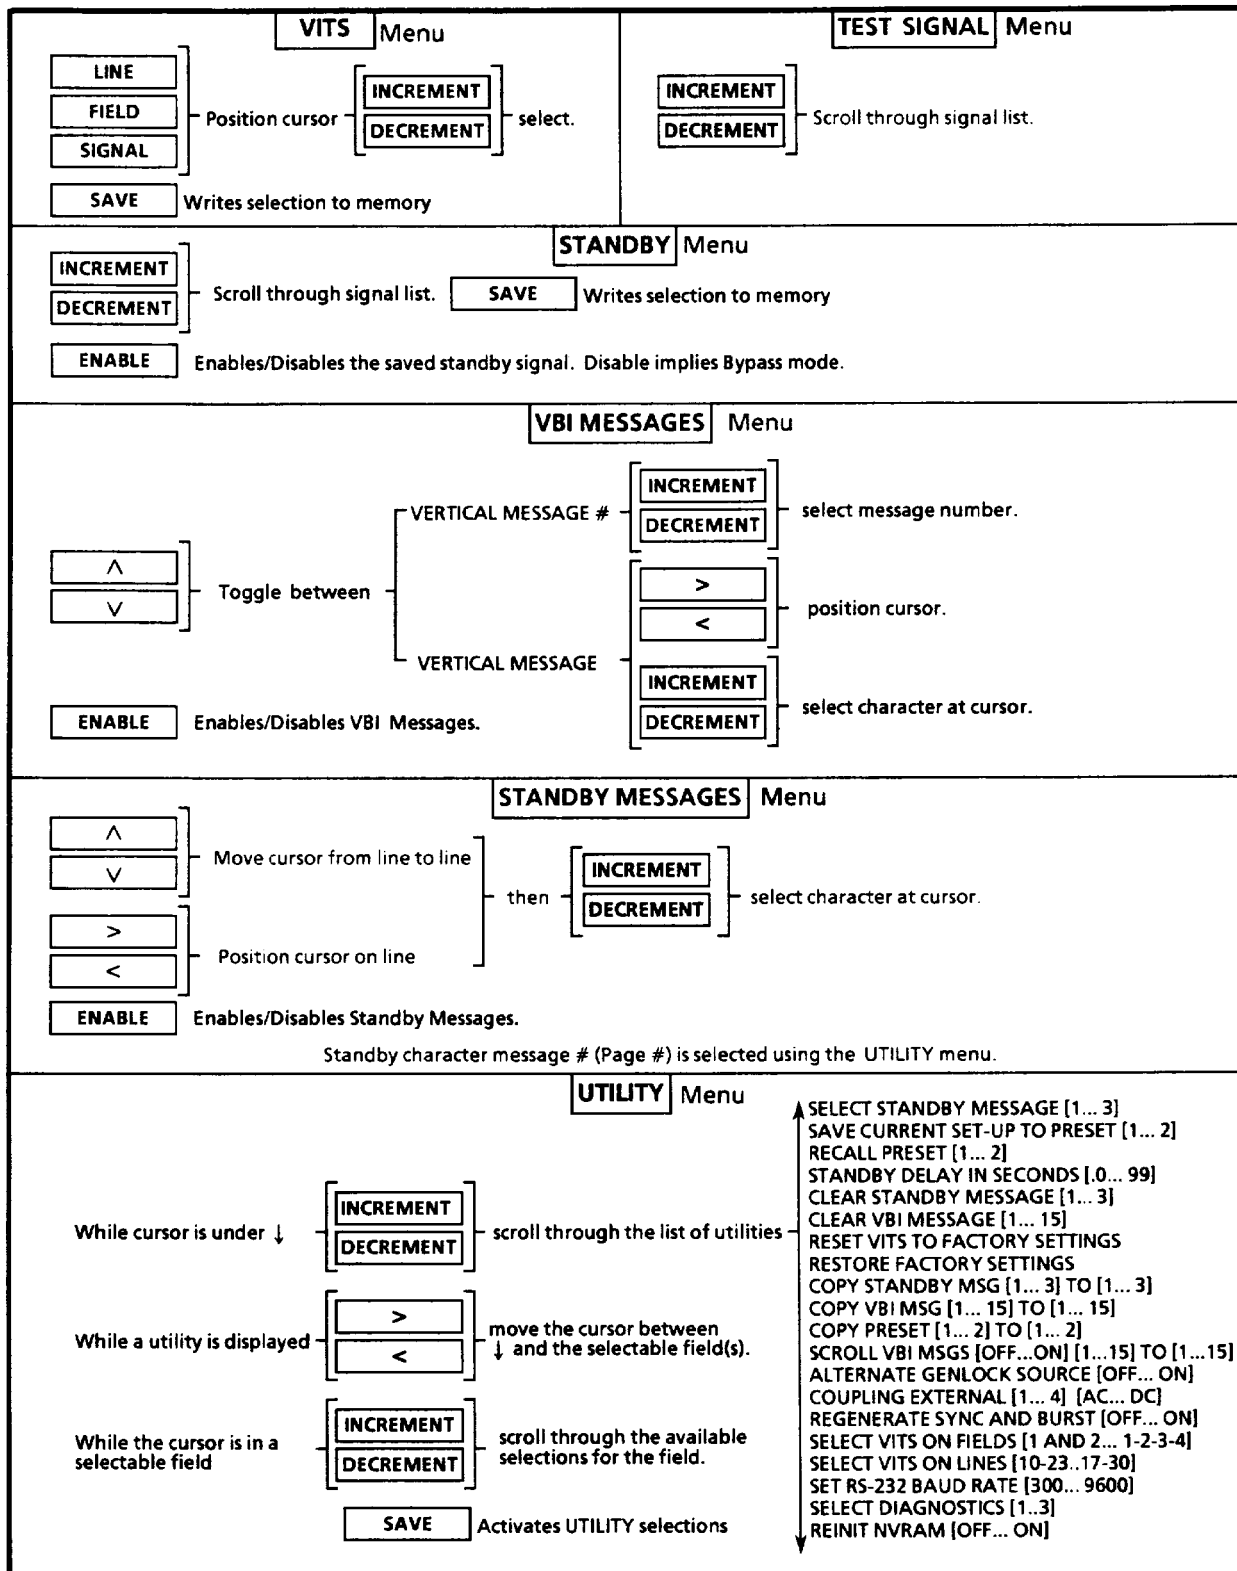 VITS Menu
LINE
FIELD
SIGNAL
Position cursor
INCREMENT
DECREMENT
select.
SAVE Writes selection to memory
TEST SIGNAL Menu
INCREMENT
DECREMENT
Scroll through signal list.
STANDBY Menu
INCREMENT
DECREMENT
Scroll through signal list.
SAVE Writes selection to memory
ENABLE Enables/Disables the saved standby signal. Disable implies Bypass mode.
VBI MESSAGES Menu
∧
∨
Toggle between
VERTICAL MESSAGE #
INCREMENT
DECREMENT
select message number.
VERTICAL MESSAGE
>
<
position cursor.
INCREMENT
DECREMENT
select character at cursor.
ENABLE Enables/Disables VBI Messages.
STANDBY MESSAGES Menu
∧
∨
Move cursor from line to line
>
<
Position cursor on line
then
INCREMENT
DECREMENT
select character at cursor.
ENABLE Enables/Disables Standby Messages.
Standby character message # (Page #) is selected using the UTILITY menu.
UTILITY Menu
While cursor is under ↓
INCREMENT
DECREMENT
scroll through the list of utilities
While a utility is displayed
>
<
move the cursor between
↓ and the selectable field(s).
While the cursor is in a
selectable field
INCREMENT
DECREMENT
scroll through the available
selections for the field.
SAVE Activates UTILITY selections
SELECT STANDBY MESSAGE [1... 3]
SAVE CURRENT SET-UP TO PRESET [1... 2]
RECALL PRESET [1... 2]
STANDBY DELAY IN SECONDS [.0... 99]
CLEAR STANDBY MESSAGE [1... 3]
CLEAR VBI MESSAGE [1... 15]
RESET VITS TO FACTORY SETTINGS
RESTORE FACTORY SETTINGS
COPY STANDBY MSG [1... 3] TO [1... 3]
COPY VBI MSG [1... 15] TO [1... 15]
COPY PRESET [1... 2] TO [1... 2]
SCROLL VBI MSGS [OFF...ON] [1...15] TO [1...15]
ALTERNATE GENLOCK SOURCE [OFF... ON]
COUPLING EXTERNAL [1... 4] [AC... DC]
REGENERATE SYNC AND BURST [OFF... ON]
SELECT VITS ON FIELDS [1 AND 2... 1-2-3-4]
SELECT VITS ON LINES [10-23..17-30]
SET RS-232 BAUD RATE [300... 9600]
SELECT DIAGNOSTICS [1..3]
REINIT NVRAM [OFF... ON]